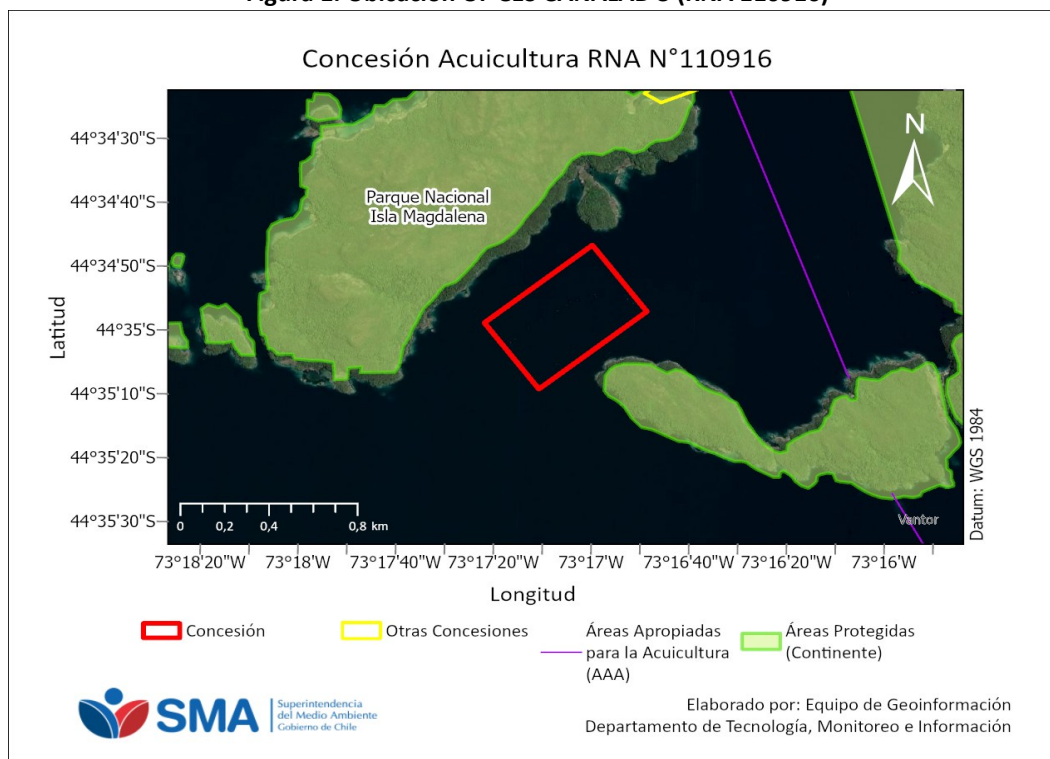 Concesión Acuicultura RNA N°110916
44°34'30"S
44°34'40"S
44°34'50"S
44°35'S
44°35'10"S
44°35'20"S
44°35'30"S
Latitud
Parque Nacional
Isla Magdalena
N
Datum: WGS 1984
Vantor
0 0,2 0,4 0,8 km
73°18'20"W 73°18'W 73°17'40"W 73°17'20"W 73°17'W 73°16'40"W 73°16'20"W 73°16'W
Longitud
Concesión
Otras Concesiones
Áreas Apropiadas
para la Acuicultura
(AAA)
Áreas Protegidas
(Continente)
SMA
Superintendencia
del Medio Ambiente
Gobierno de Chile
Elaborado por: Equipo de Geoinformación
Departamento de Tecnología, Monitoreo e Información